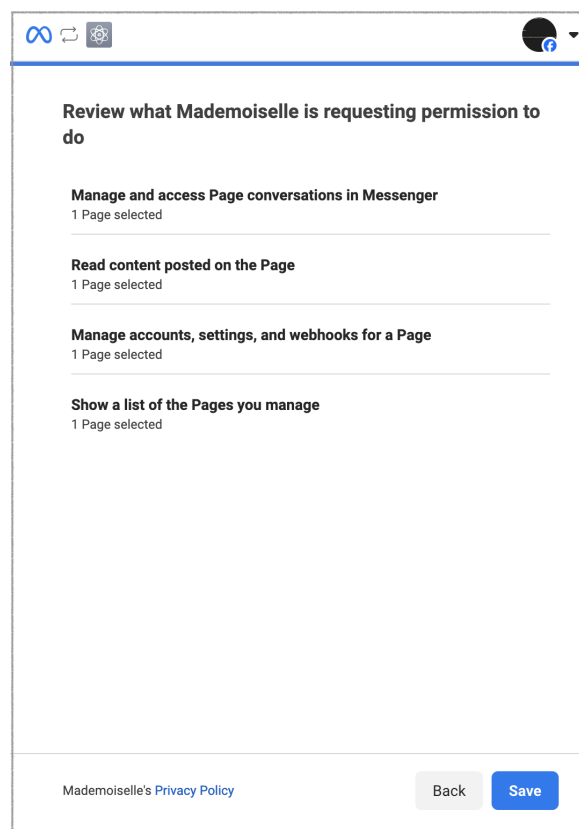 Review what Mademoiselle is requesting permission to
do
Manage and access Page conversations in Messenger
1 Page selected
Read content posted on the Page
1 Page selected
Manage accounts, settings, and webhooks for a Page
1 Page selected
Show a list of the Pages you manage
1 Page selected
Mademoiselle's Privacy Policy
Back
Save